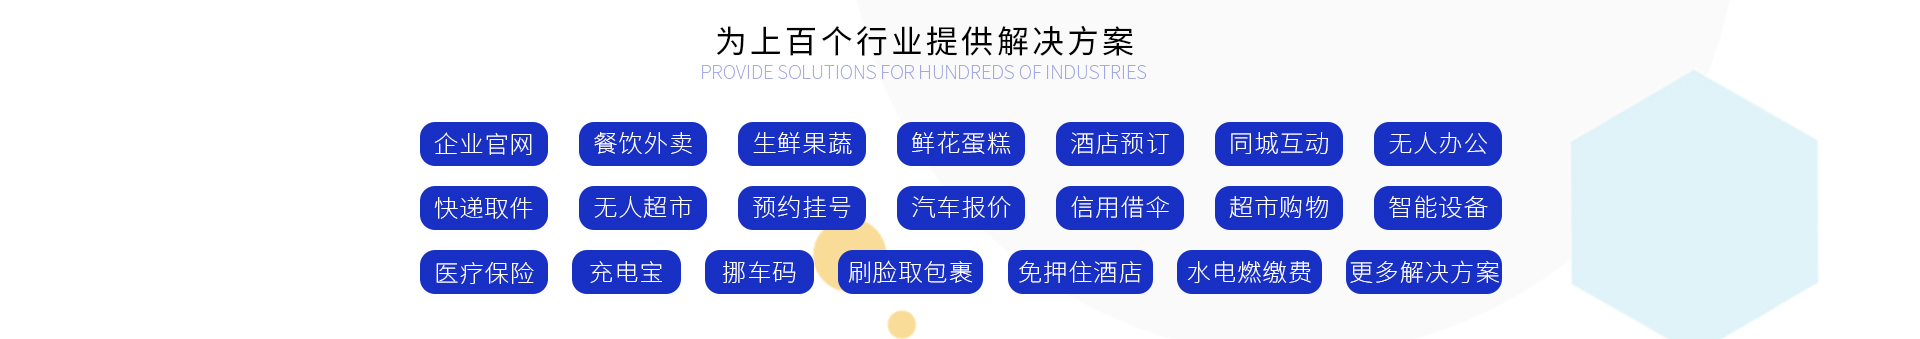 为上百个行业提供解决方案
PROVIDE SOLUTIONS FOR HUNDREDS OF INDUSTRIES
企业官网 餐饮外卖 生鲜果蔬 鲜花蛋糕 酒店预订 同城互动 无人办公
快递取件 无人超市 预约挂号 汽车报价 信用借伞 超市购物 智能设备
医疗保险 充电宝 挪车码 刷脸取包裹 免押住酒店 水电燃缴费 更多解决方案